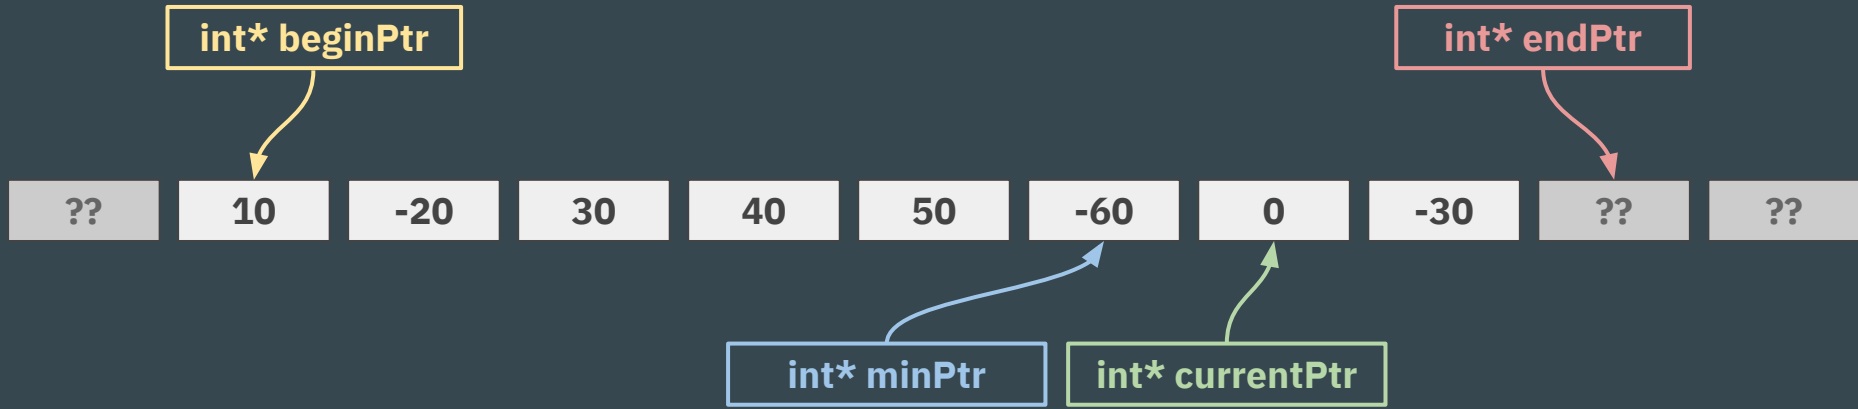 int* beginPtr
int* endPtr
?? 10 -20 30 40 50 -60 0 -30 ?? ??
int* minPtr
int* currentPtr